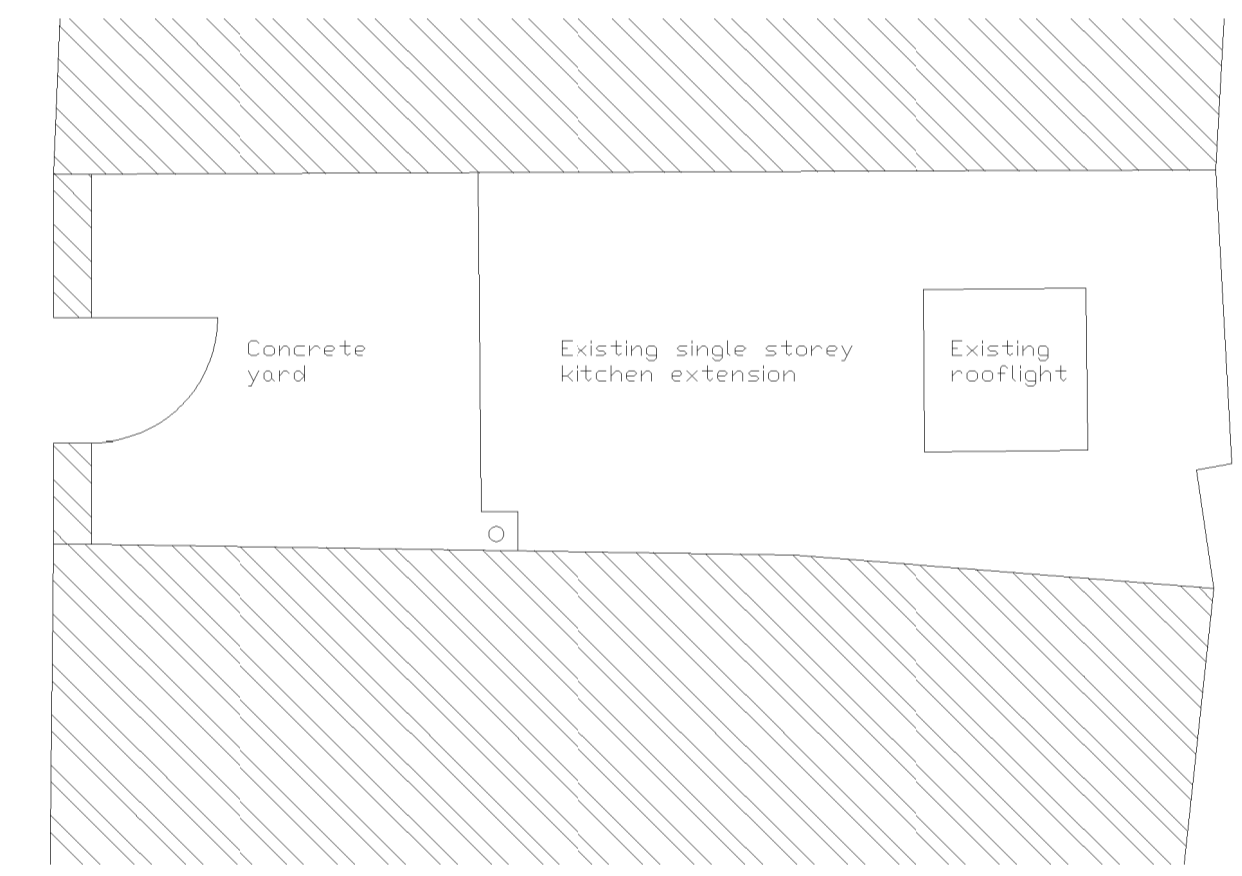 Concrete
yard
Existing single storey
kitchen extension
Existing
rooflight